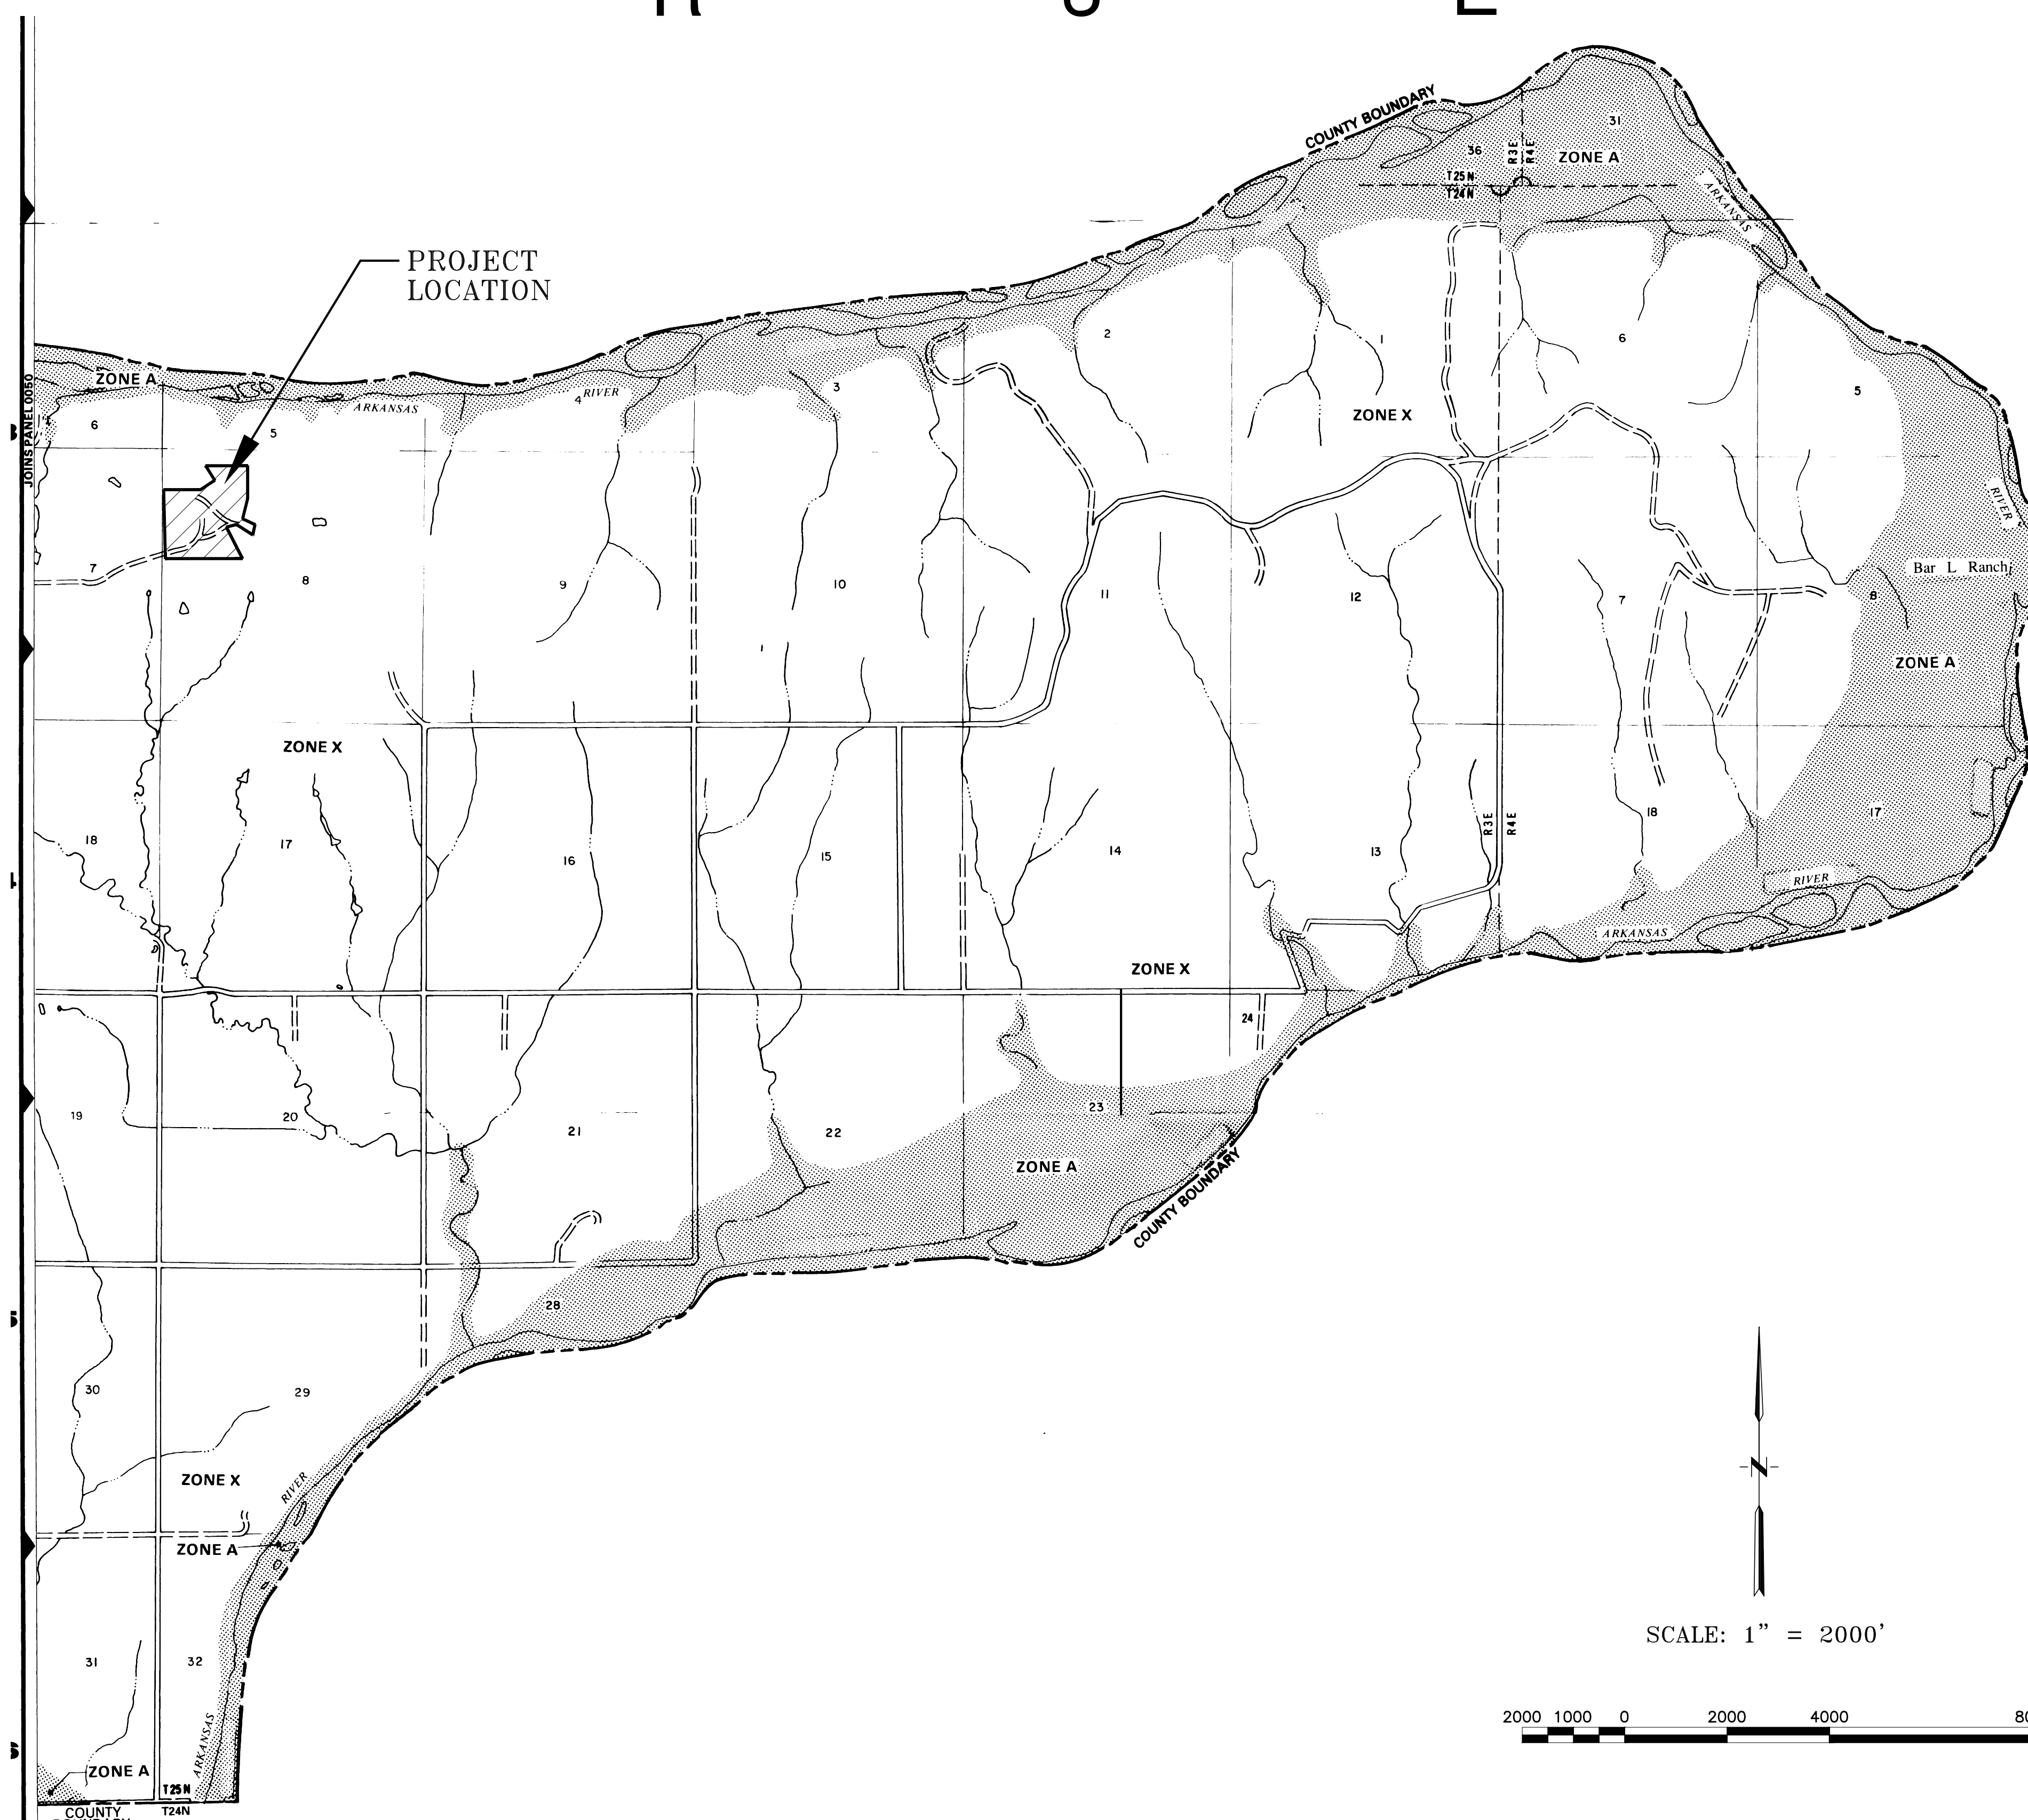 R 3 E
COUNTY BOUNDARY
31
36
R3E
R4E
ZONE A
T25N
T24N
ARKANSAS
PROJECT
LOCATION
2
1
6
ZONE A
JOINS PANEL 0050
3
4
RIVER
ARKANSAS
5
6
5
ZONE X
RIVER
7
8
9
10
11
12
7
8
Bar L Ranch
ZONE A
ZONE X
18
17
16
15
14
13
R3E
R4E
18
17
RIVER
ARKANSAS
ZONE X
24
19
20
21
22
23
ZONE A
COUNTY BOUNDARY
28
30
29
ZONE X
RIVER
ZONE A
31
32
SCALE: 1" = 2000'
2000 1000 0 2000 4000
ARKANSAS
ZONE A
T25N
T24N
COUNTY
BOUNDARY